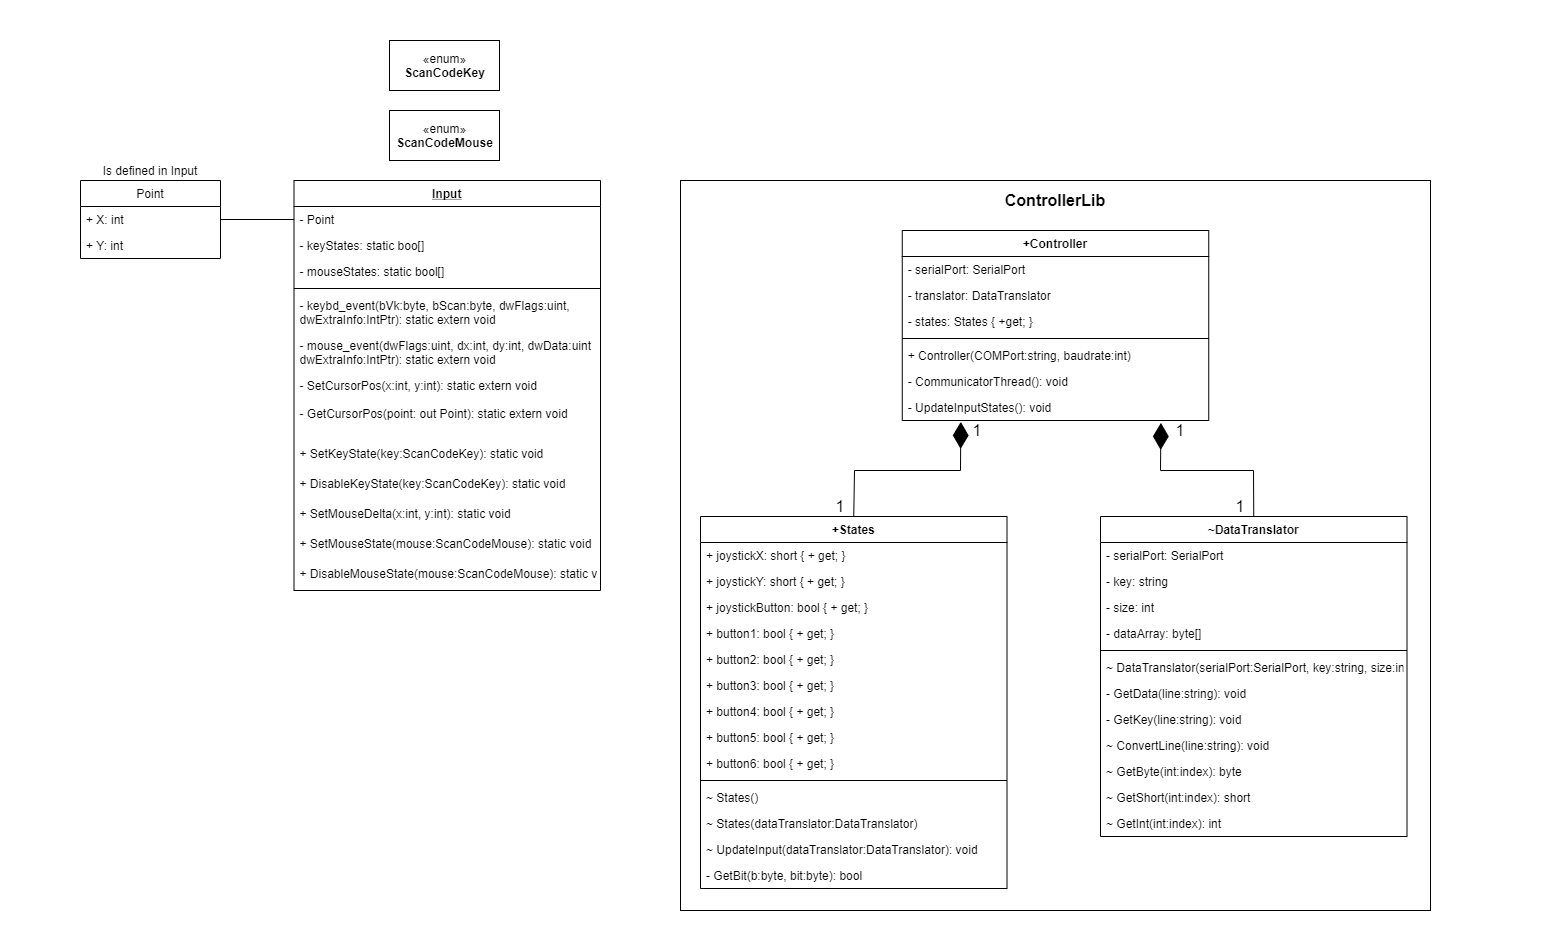 «enum»
ScanCodeKey
«enum»
ScanCodeMouse
Is defined in Input
Point
+ X: int
+ Y: int
Input
- Point
- keyStates: static boo[]
- mouseStates: static bool[]
- keybd_event(bVk:byte, bScan:byte, dwFlags:uint,
dwExtraInfo:IntPtr): static extern void
- mouse_event(dwFlags:uint, dx:int, dy:int, dwData:uint
dwExtraInfo:IntPtr): static extern void
- SetCursorPos(x:int, y:int): static extern void
- GetCursorPos(point: out Point): static extern void
+ SetKeyState(key:ScanCodeKey): static void
+ DisableKeyState(key:ScanCodeKey): static void
+ SetMouseDelta(x:int, y:int): static void
+ SetMouseState(mouse:ScanCodeMouse): static void
+ DisableMouseState(mouse:ScanCodeMouse): static v
ControllerLib
+Controller
- serialPort: SerialPort
- translator: DataTranslator
- states: States { +get; }
+ Controller(COMPort:string, baudrate:int)
- CommunicatorThread(): void
- UpdateInputStates(): void
1
1
1
1
+States
+ joystickX: short { + get; }
+ joystickY: short { + get; }
+ joystickButton: bool { + get; }
+ button1: bool { + get; }
+ button2: bool { + get; }
+ button3: bool { + get; }
+ button4: bool { + get; }
+ button5: bool { + get; }
+ button6: bool { + get; }
~ States()
~ States(dataTranslator:DataTranslator)
~ UpdateInput(dataTranslator:DataTranslator): void
- GetBit(b:byte, bit:byte): bool
~DataTranslator
- serialPort: SerialPort
- key: string
- size: int
- dataArray: byte[]
~ DataTranslator(serialPort:SerialPort, key:string, size:in
- GetData(line:string): void
- GetKey(line:string): void
~ ConvertLine(line:string): void
~ GetByte(int:index): byte
~ GetShort(int:index): short
~ GetInt(int:index): int